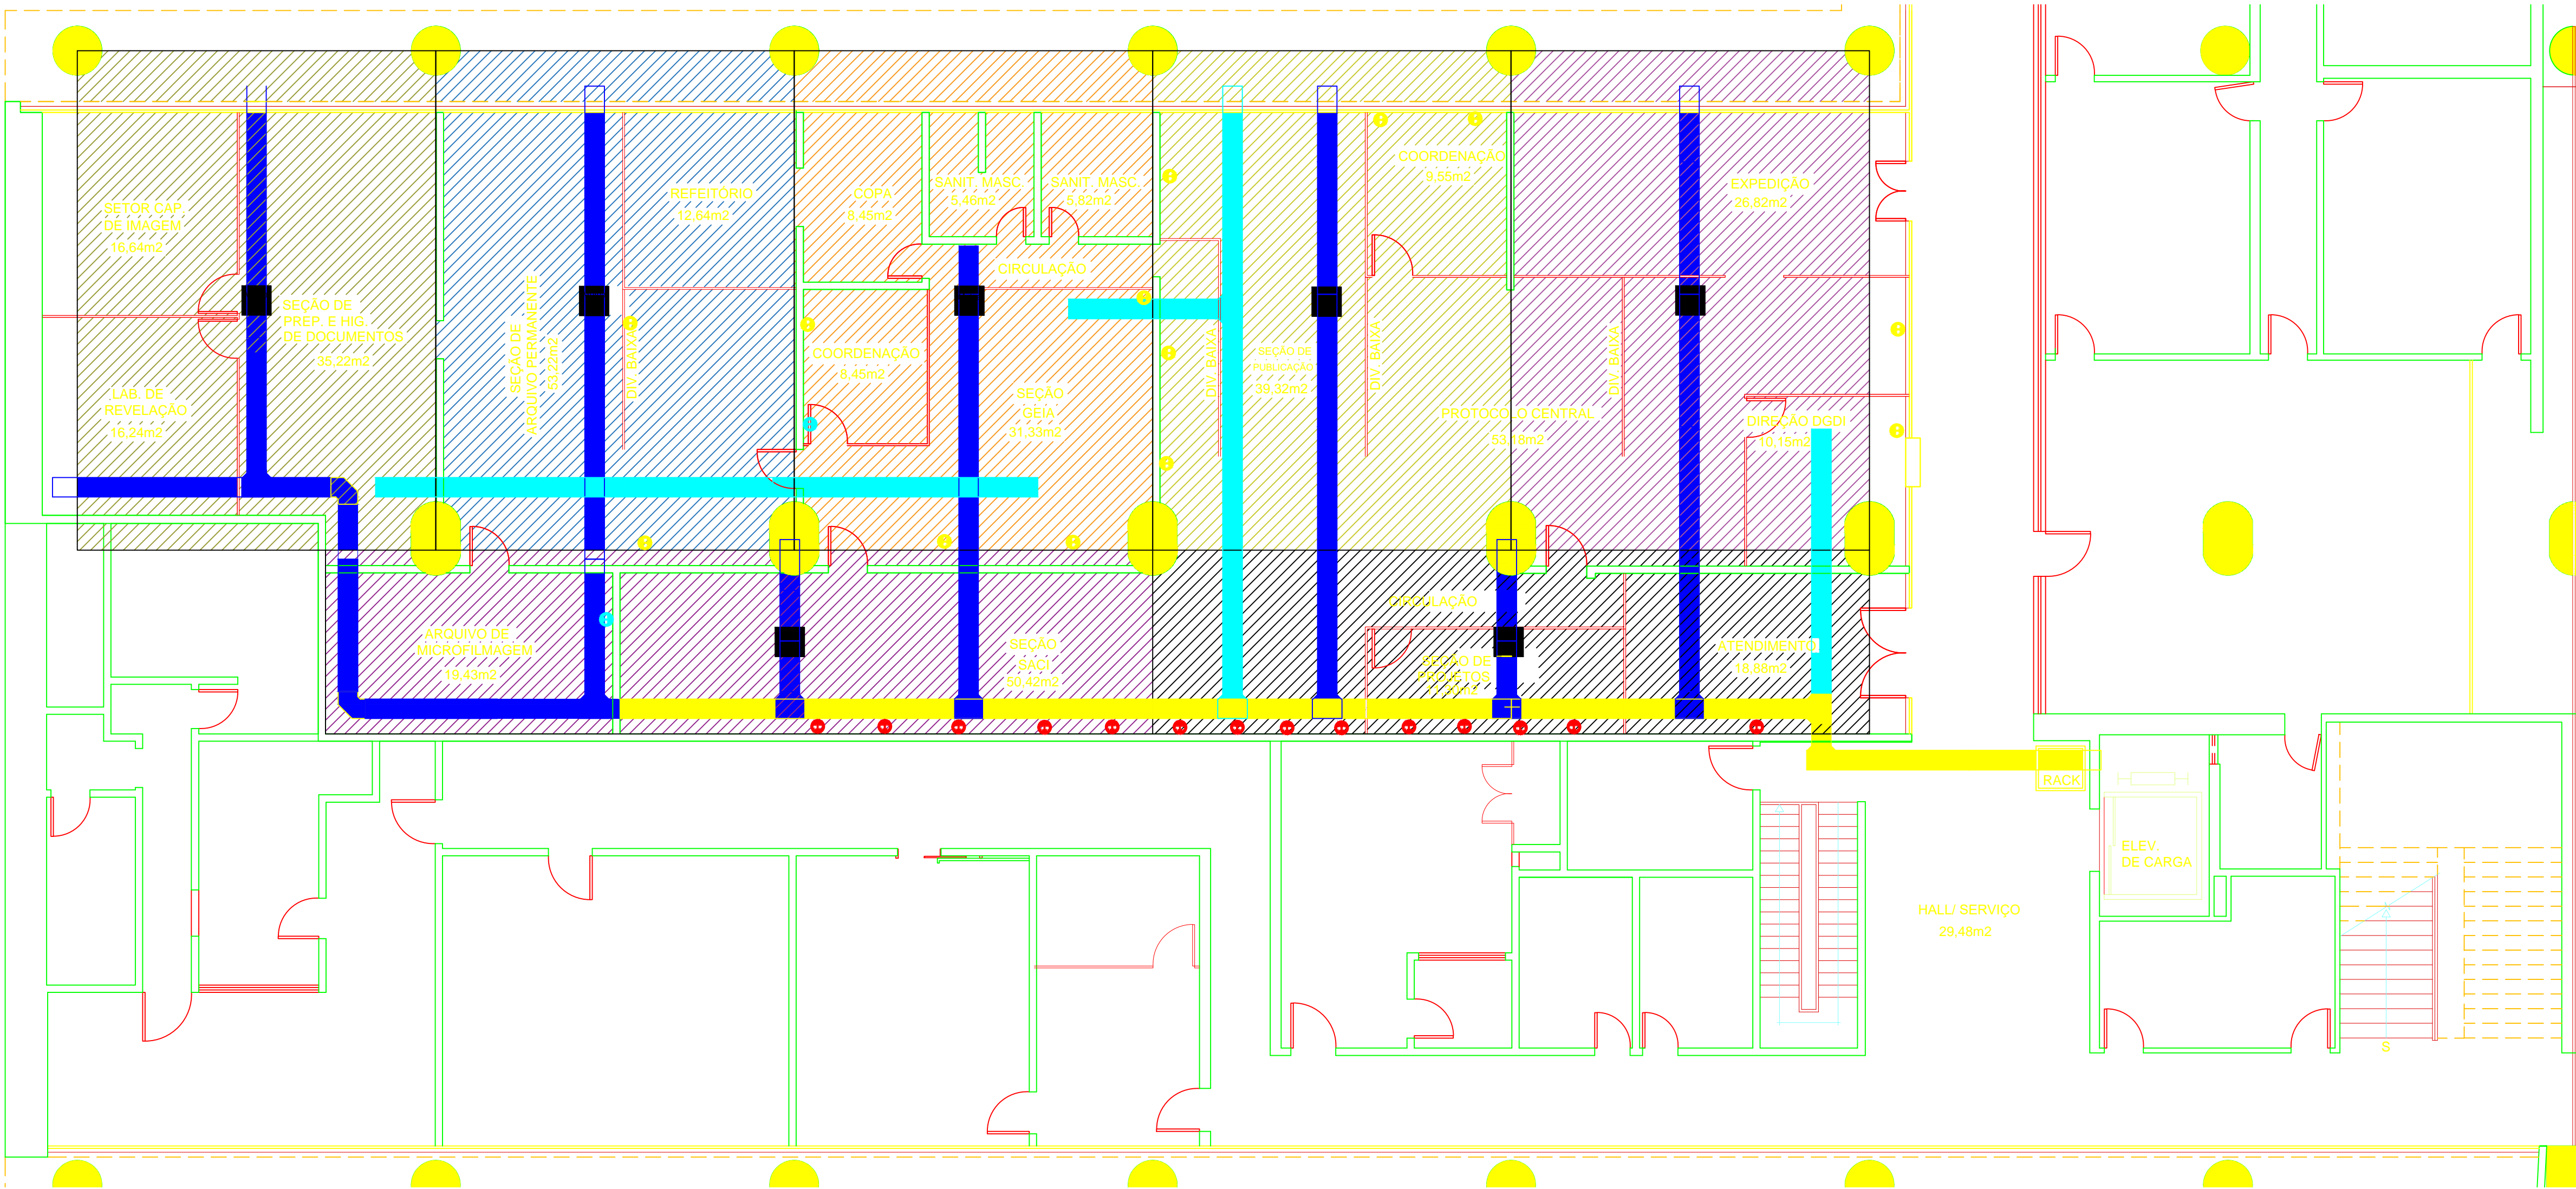 SETOR CAP.
DE IMAGEM
16,64m2
SEÇÃO DE
PREP. E HIG.
DE DOCUMENTOS
35,22m2
LAB. DE
REVELAÇÃO
16,24m2
SEÇÃO DE
ARQUIVO PERMANENTE
53,22m2
REFEITÓRIO
12,64m2
DIV. BAIXA
COPA
8,45m2
SANIT. MASC.
5,46m2
SANIT. MASC.
5,82m2
CIRCULAÇÃO
COORDENAÇÃO
8,45m2
SEÇÃO
GEIA
31,33m2
DIV. BAIXA
SEÇÃO DE
PUBLICAÇÃO
39,32m2
DIV. BAIXA
COORDENAÇÃO
9,55m2
EXPEDIÇÃO
26,82m2
DIV. BAIXA
PROTOCOLO CENTRAL
53,18m2
DIREÇÃO DGDI
10,15m2
ARQUIVO DE
MICROFILMAGEM
19,43m2
SEÇÃO
SACI
50,42m2
CIRCULAÇÃO
SEÇÃO DE
PROJETOS
ATENDIMENTO
18,88m2
RACK
ELEV.
DE CARGA
HALL/ SERVIÇO
29,48m2
S